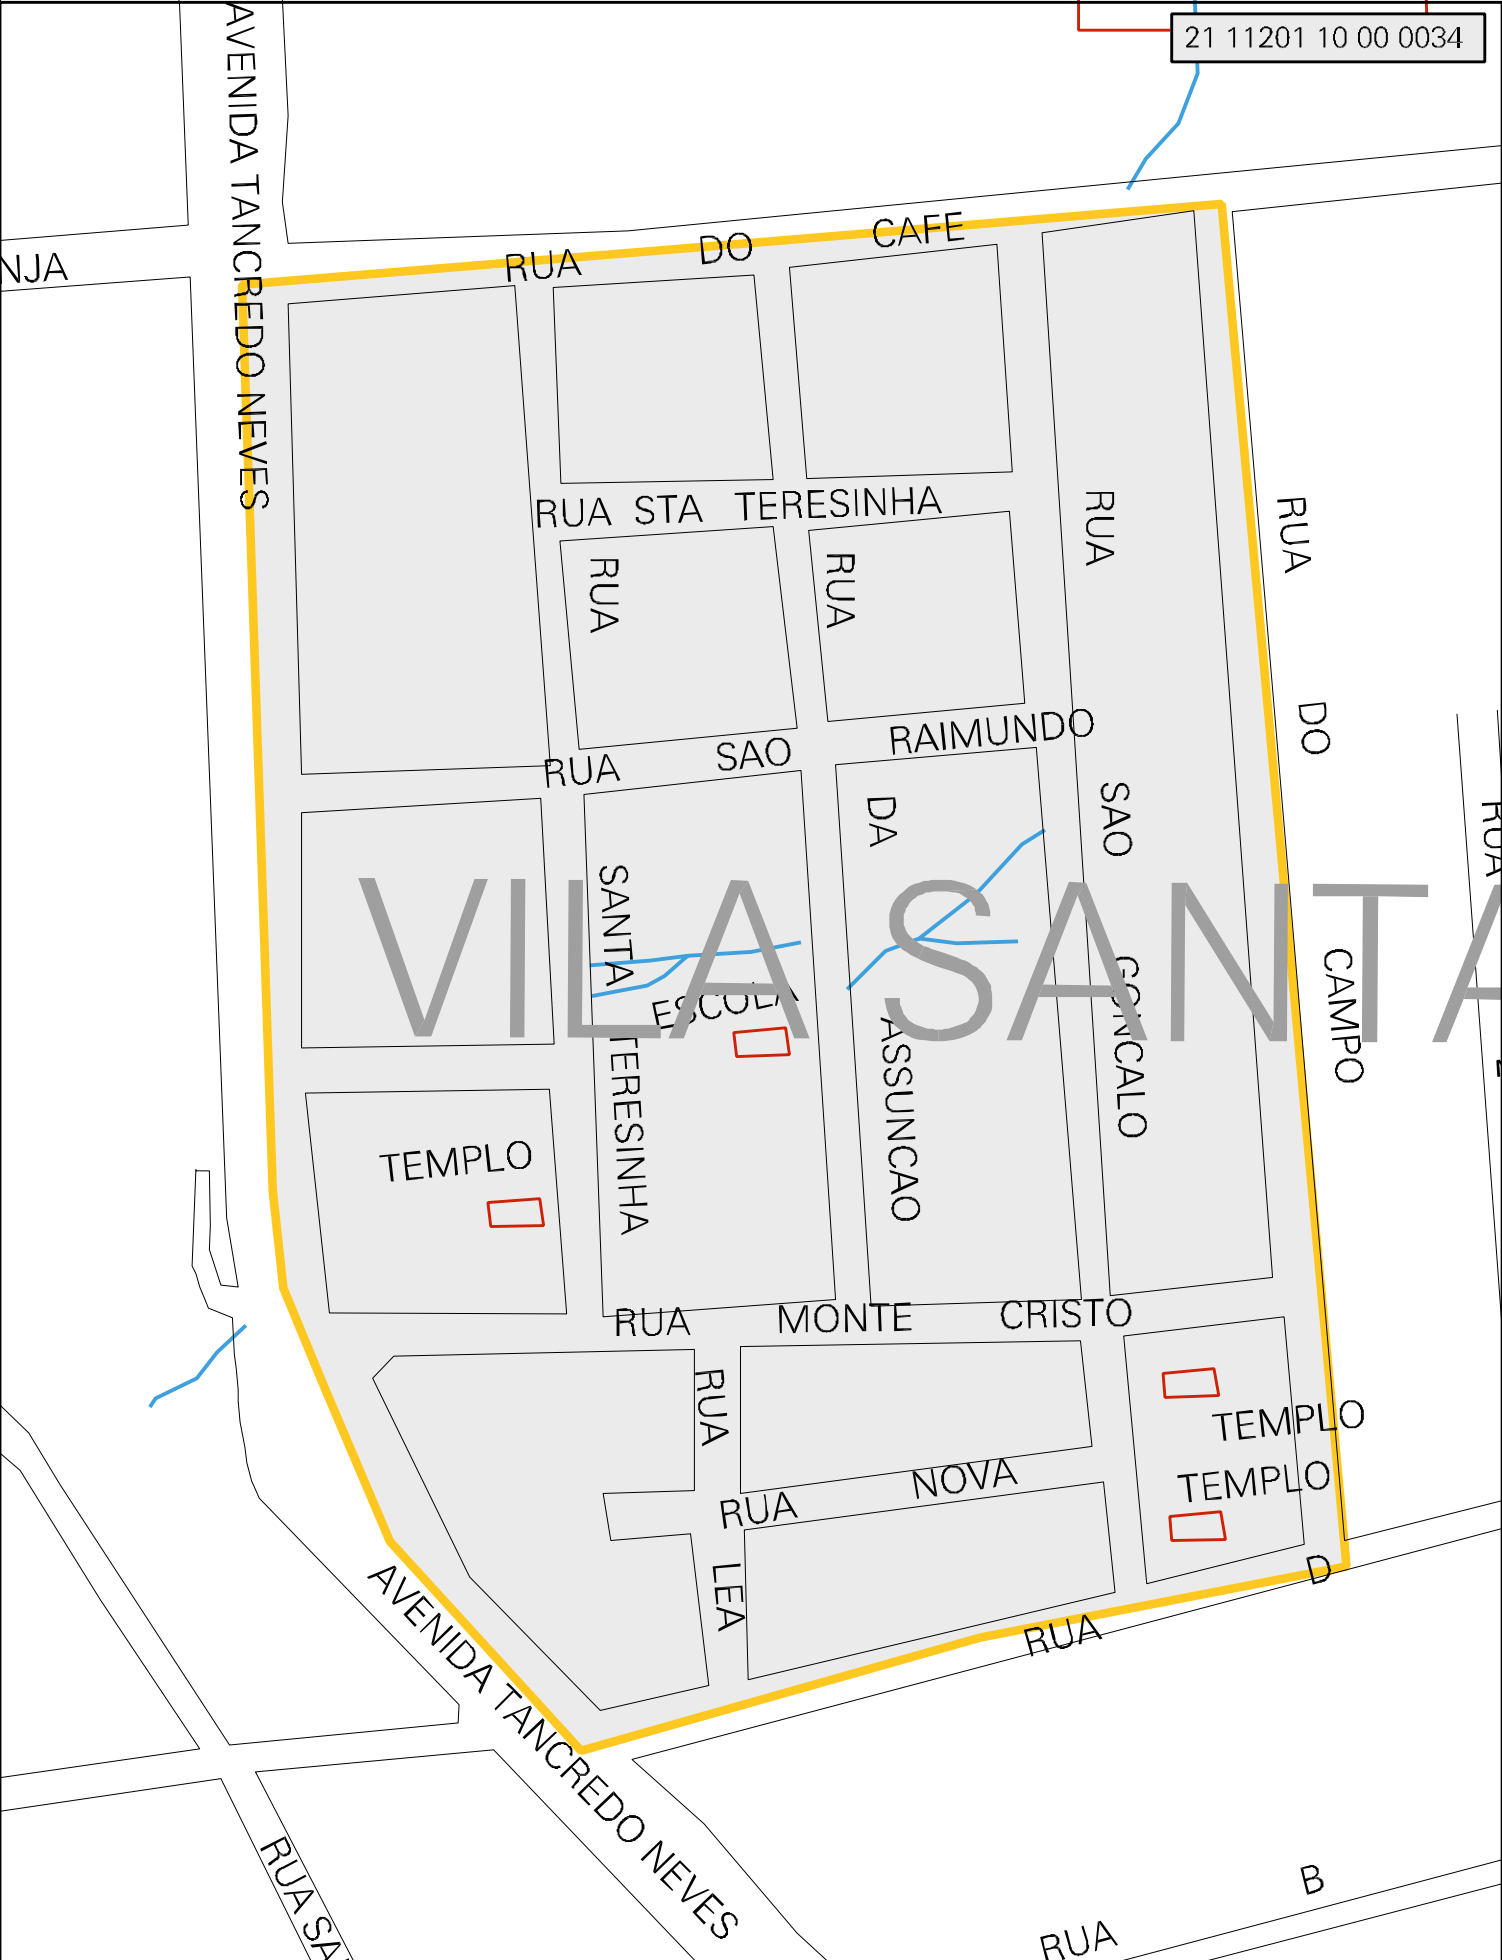 21 11201 10 00 0034
AVENIDA TANCREDO NEVES
RUA DO CAFE
RUA STA TERESINHA
RUA SANTA TERESINHA
RUA DA ASSUNCAO
RUA SAO GONCALO
RUA DO CAMPO
RUA SAO RAIMUNDO
RUA
VILA SANTA
ESCOLA
TEMPLO
RUA MONTE CRISTO
RUA LEA
TEMPLO
TEMPLO
RUA NOVA
RUA D
AVENIDA TANCREDO NEVES
RUA
RUA B